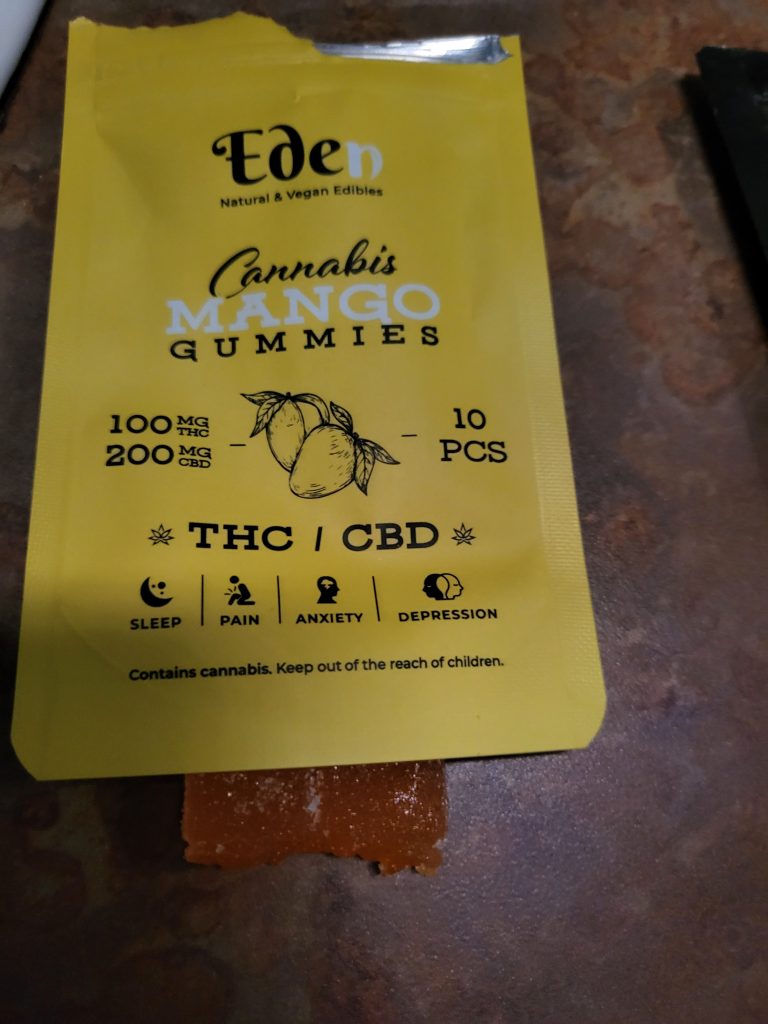 Eden
Natural & Vegan Edibles
Cannabis
MANGO
GUMMIES
100 MG THC
200 MG CBD
10
PCS
THC / CBD
SLEEP
PAIN
ANXIETY
DEPRESSION
Contains cannabis. Keep out of the reach of children.